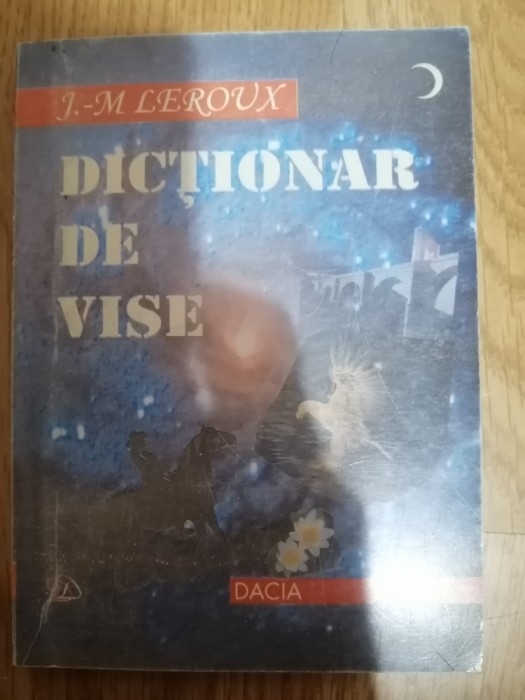 J.-M LEROUX
DICȚIONAR
DE
VISE
DACIA